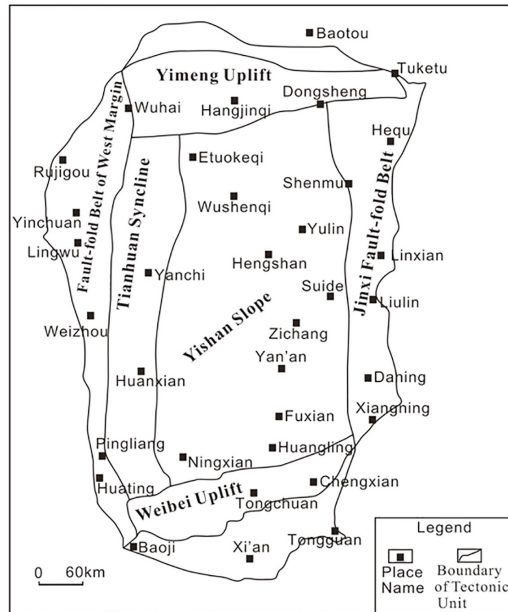 Baotou
Tuketu
Yimeng Uplift
Wuhai
Hangjinqi
Dongsheng
Hequ
Fault-fold Belt of West Margin
Rujigou
Etuokeqi
Shenmu
Wushenqi
Yinchuan
Yulin
Lingwu
Tianhuan Syncline
Hengshan
Jinxi Fault-fold Belt
Linxian
Yanchi
Suide
Liulin
Weizhou
Yishan Slope
Zichang
Yan'an
Huanxian
Daning
Fuxian
Xiangning
Pingliang
Ningxian
Huangling
Huating
Chengxian
Weibei Uplift
Tongchuan
Tongguan
Baoji
Xi'an
0 60km
Legend
Place Name
Boundary of Tectonic Unit